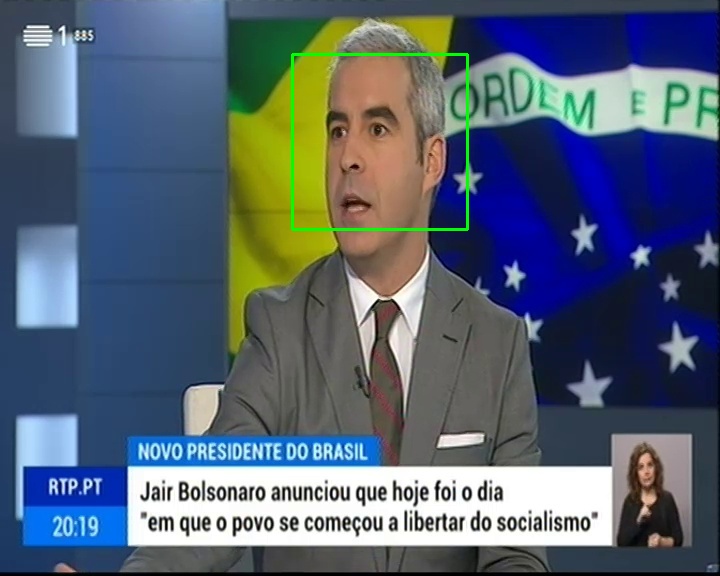 1 885
ORDEM E PR
NOVO PRESIDENTE DO BRASIL
RTP.PT
Jair Bolsonaro anunciou que hoje foi o dia
20:19
"em que o povo se começou a libertar do socialismo"